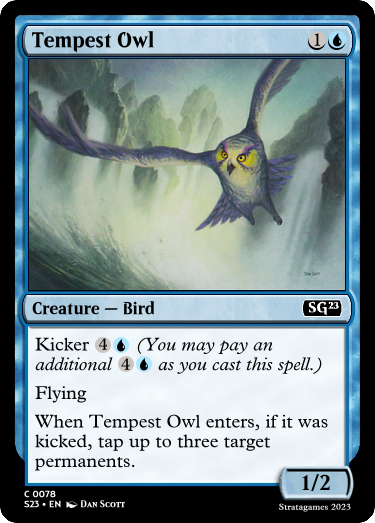 Tempest Owl 1
Dan Scott
Creature — Bird SG23
Kicker 4 (You may pay an
additional 4 as you cast this spell.)
Flying
When Tempest Owl enters, if it was
kicked, tap up to three target
permanents.
1/2
C 0078
S23 • EN Dan Scott
Stratagames 2023